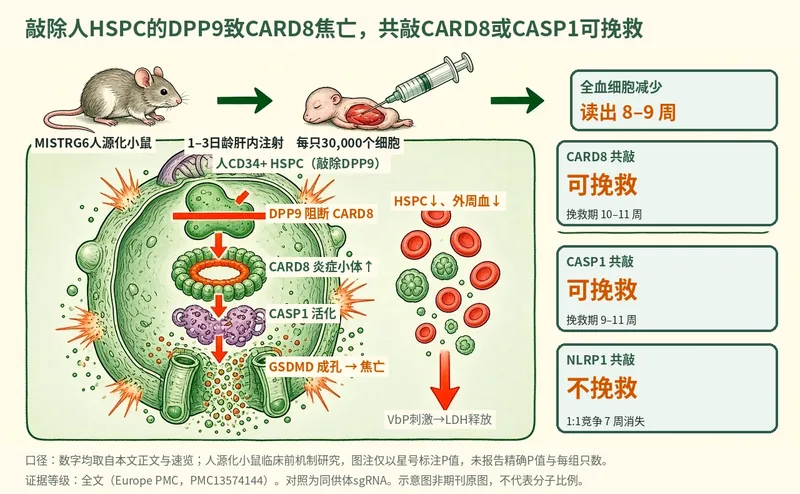 敲除人HSPC的DPP9致CARD8焦亡，共敲CARD8或CASP1可挽救
MISTRG6人源化小鼠
1–3日龄肝内注射
每只30,000个细胞
人CD34+ HSPC（敲除DPP9）
DPP9 阻断 CARD8
CARD8 炎症小体↑
CASP1 活化
GSDMD 成孔 → 焦亡
HSPC↓、外周血↓
VbP刺激→LDH释放
全血细胞减少
读出 8–9 周
CARD8 共敲
可挽救
挽救期 10–11 周
CASP1 共敲
可挽救
挽救期 9–11 周
NLRP1 共敲
不挽救
1:1竞争 7 周消失
口径：数字均取自本文正文与速览；人源化小鼠临床前机制研究，图注仅以星号标注P值，未报告精确P值与每组只数。
证据等级：全文（Europe PMC，PMC13574144）。对照为同供体sgRNA。示意图非期刊原图，不代表分子比例。